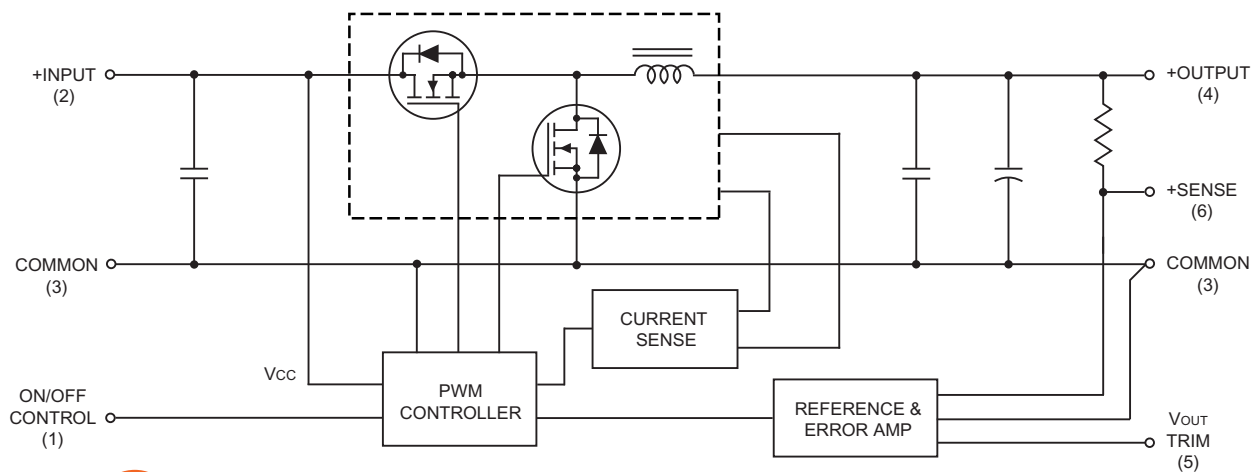 +INPUT
(2)
+OUTPUT
(4)
+SENSE
(6)
COMMON
(3)
COMMON
(3)
CURRENT
SENSE
VCC
PWM
CONTROLLER
ON/OFF
CONTROL
(1)
REFERENCE &
ERROR AMP
VOUT
TRIM
(5)